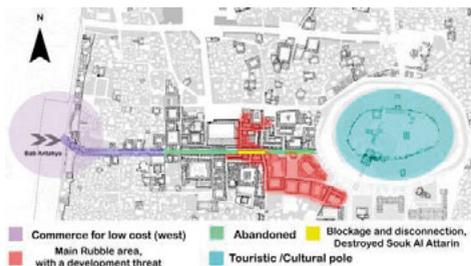 N
Bab Antakya
Commerce for low cost (west)
Abandoned
Blockage and disconnection,
Destroyed Souk Al Attarin
Main Rubble area,
with a development threat
Touristic /Cultural pole